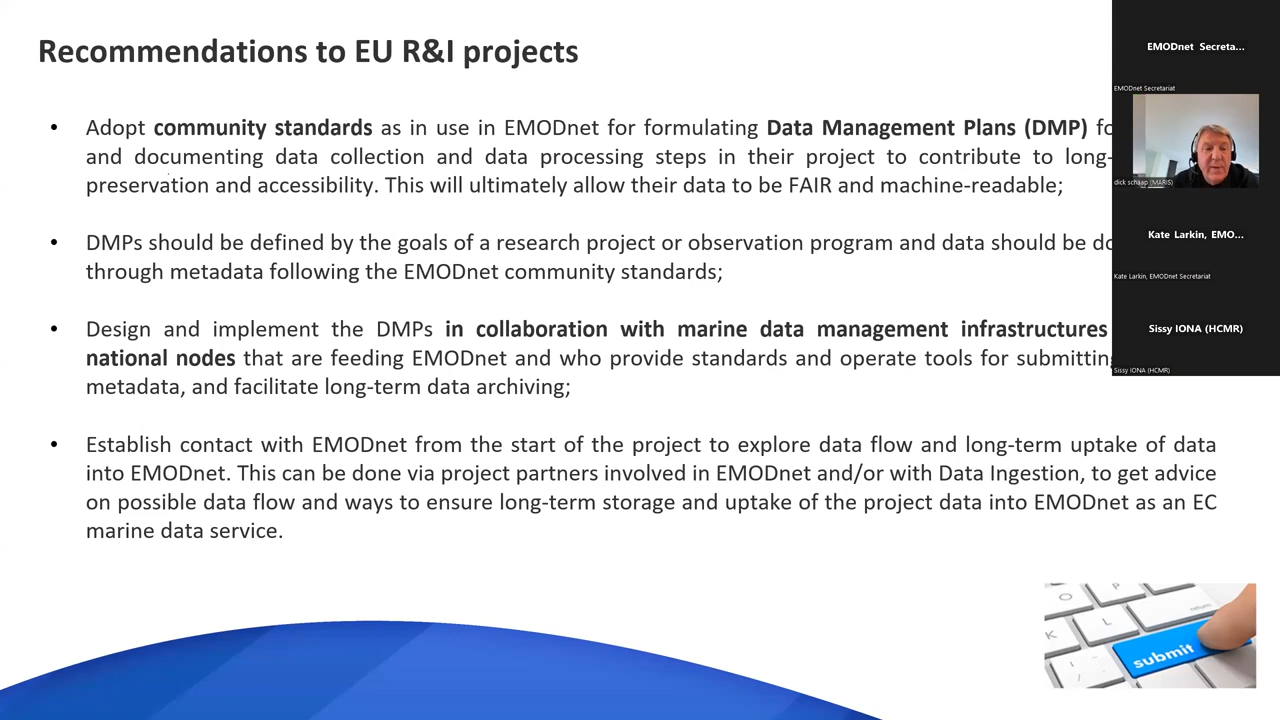 Recommendations to EU R&I projects
• Adopt community standards as in use in EMODnet for formulating Data Management Plans (DMP)
and documenting data collection and data processing steps in their project to contribute to long-
preservation and accessibility. This will ultimately allow their data to be FAIR and machine-readable;
• DMPs should be defined by the goals of a research project or observation program and data should be
through metadata following the EMODnet community standards;
• Design and implement the DMPs in collaboration with marine data management infrastructures
national nodes that are feeding EMODnet and who provide standards and operate tools for submitting
metadata, and facilitate long-term data archiving;
• Establish contact with EMODnet from the start of the project to explore data flow and long-term uptake of data
into EMODnet. This can be done via project partners involved in EMODnet and/or with Data Ingestion, to get advice
on possible data flow and ways to ensure long-term storage and uptake of the project data into EMODnet as an EC
marine data service.
EMODnet Secreta...
EMODnet Secretariat
dick schaap (MARIS)
Kate Larkin, EMO...
Kate Larkin, EMODnet Secretariat
Sissy IONA (HCMR)
Sissy IONA (HCMR)
O P
return
K L
submit